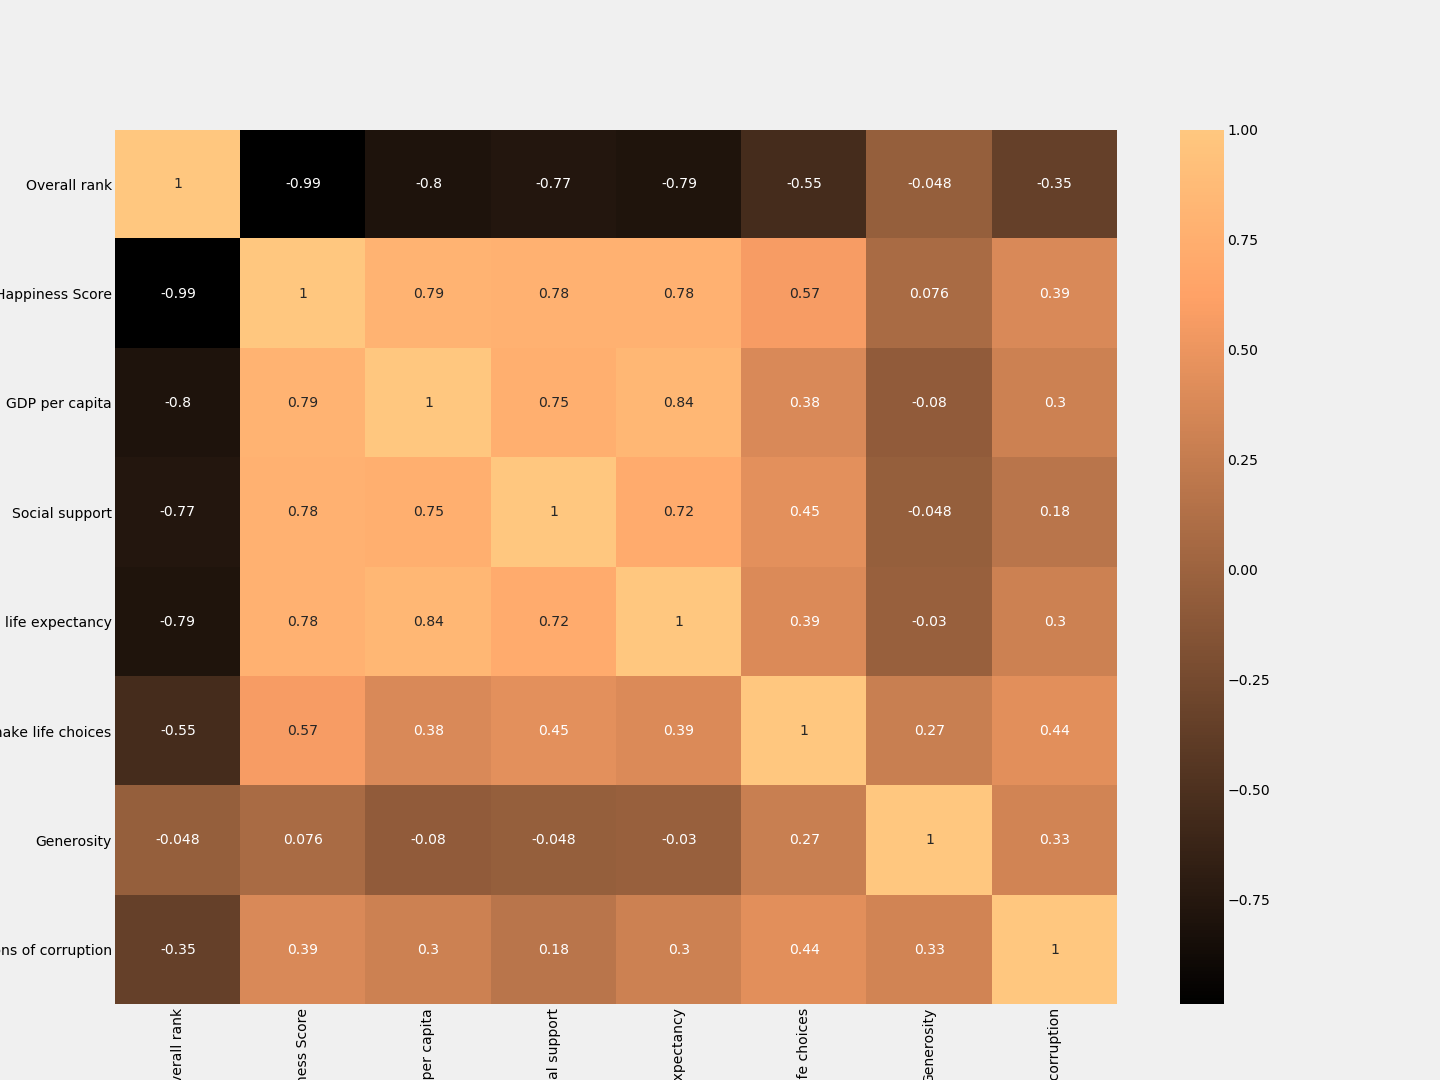 Overall rank 1 -0.99 -0.8 -0.77 -0.79 -0.55 -0.048 -0.35
Happiness Score -0.99 1 0.79 0.78 0.78 0.57 0.076 0.39
GDP per capita -0.8 0.79 1 0.75 0.84 0.38 -0.08 0.3
Social support -0.77 0.78 0.75 1 0.72 0.45 -0.048 0.18
life expectancy -0.79 0.78 0.84 0.72 1 0.39 -0.03 0.3
make life choices -0.55 0.57 0.38 0.45 0.39 1 0.27 0.44
Generosity -0.048 0.076 -0.08 -0.048 -0.03 0.27 1 0.33
ns of corruption -0.35 0.39 0.3 0.18 0.3 0.44 0.33 1
verall rank
ness Score
per capita
al support
xpectancy
fe choices
Generosity
corruption
1.00
0.75
0.50
0.25
0.00
−0.25
−0.50
−0.75